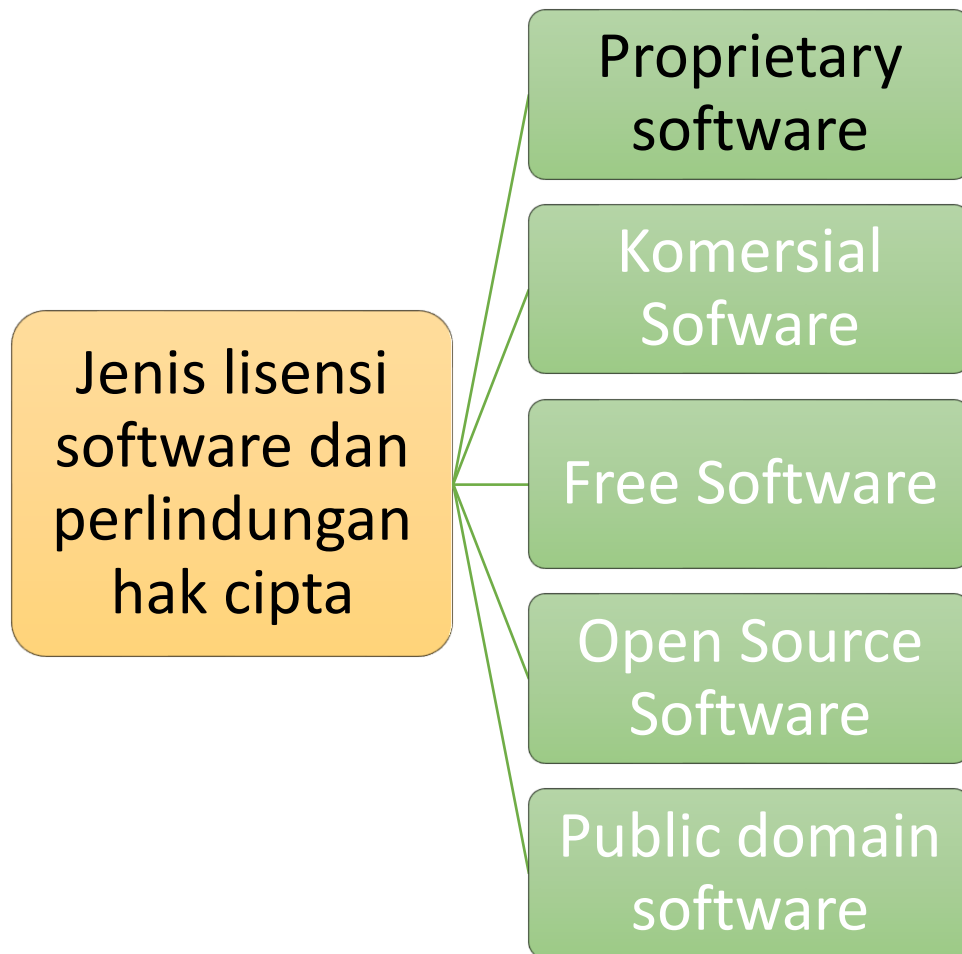 Proprietary
software
Komersial
Sofware
Jenis lisensi
software dan
perlindungan
hak cipta
Free Software
Open Source
Software
Public domain
software